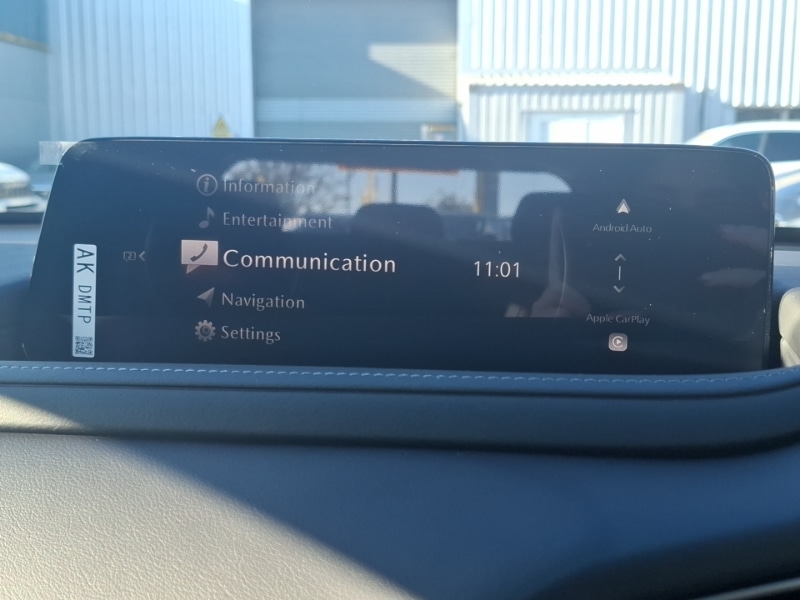 Information
Entertainment
Communication
Navigation
Settings
11:01
Android Auto
Apple CarPlay
AK DMTP